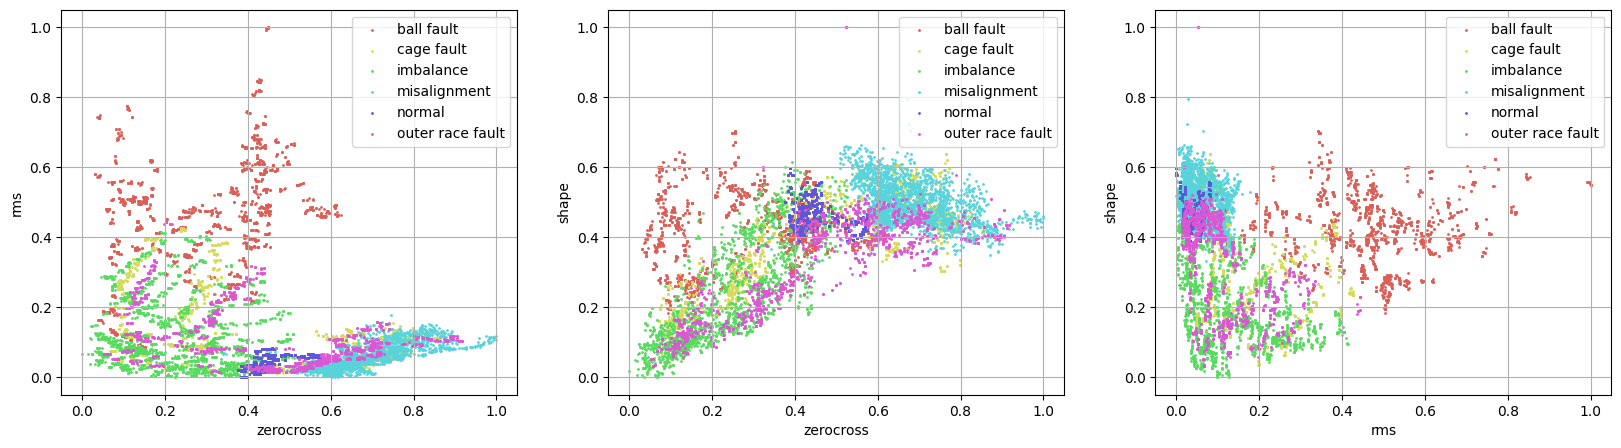 1.0
0.8
0.6
0.4
0.2
0.0
rms
0.0 0.2 0.4 0.6 0.8 1.0
zerocross
ball fault
cage fault
imbalance
misalignment
normal
outer race fault
1.0
0.8
0.6
0.4
0.2
0.0
shape
0.0 0.2 0.4 0.6 0.8 1.0
zerocross
ball fault
cage fault
imbalance
misalignment
normal
outer race fault
1.0
0.8
0.6
0.4
0.2
0.0
shape
0.0 0.2 0.4 0.6 0.8 1.0
rms
ball fault
cage fault
imbalance
misalignment
normal
outer race fault